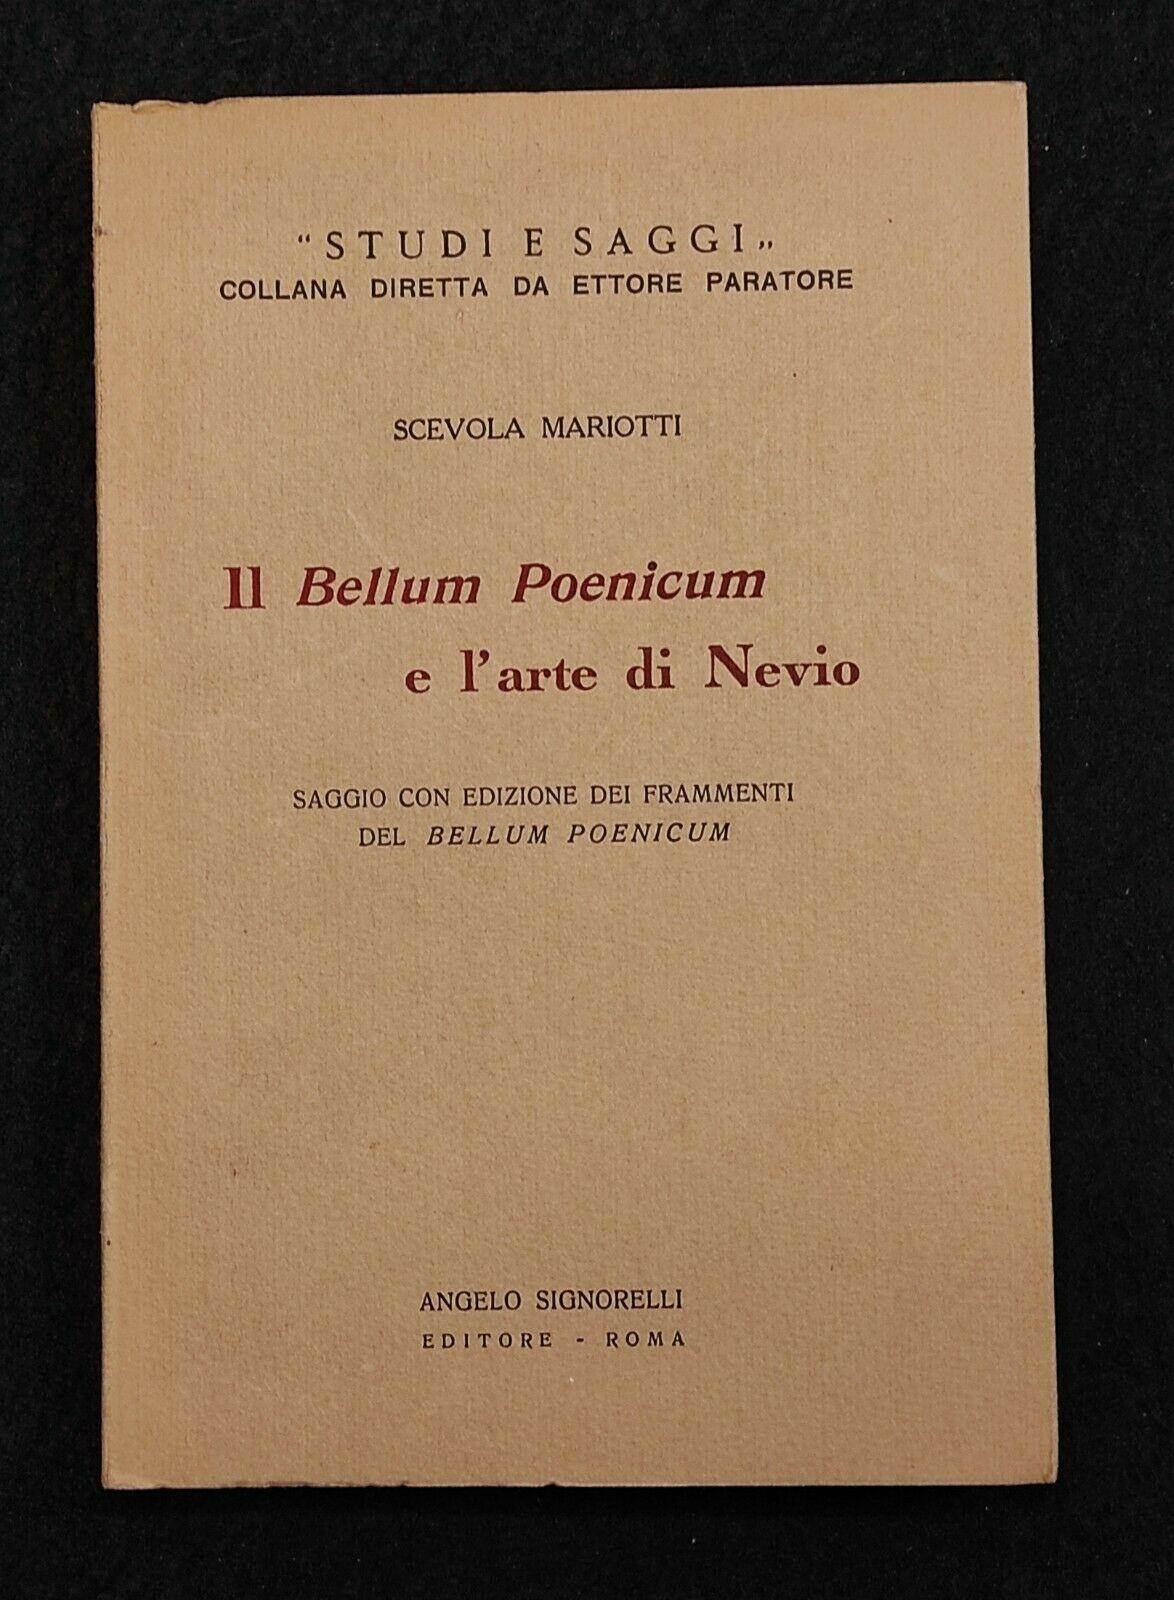 “STUDI E SAGGI„
COLLANA DIRETTA DA ETTORE PARATORE
SCEVOLA MARIOTTI
Il Bellum Poenicum
e l'arte di Nevio
SAGGIO CON EDIZIONE DEI FRAMMENTI
DEL BELLUM POENICUM
ANGELO SIGNORELLI
EDITORE - ROMA